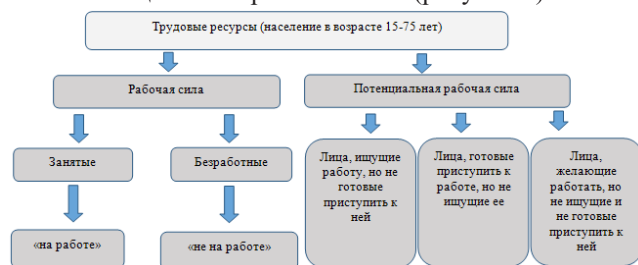 Трудовые ресурсы (население в возрасте 15-75 лет)
Рабочая сила
Потенциальная рабочая сила
Занятые
Безработные
Лица, ищущие
работу, но не
готовые
приступить к
ней
Лица, готовые
приступить к
работе, но не
ищущие ее
Лица,
желающие
работать, но
не ищущие и
не готовые
приступить к
ней
«на работе»
«не на работе»